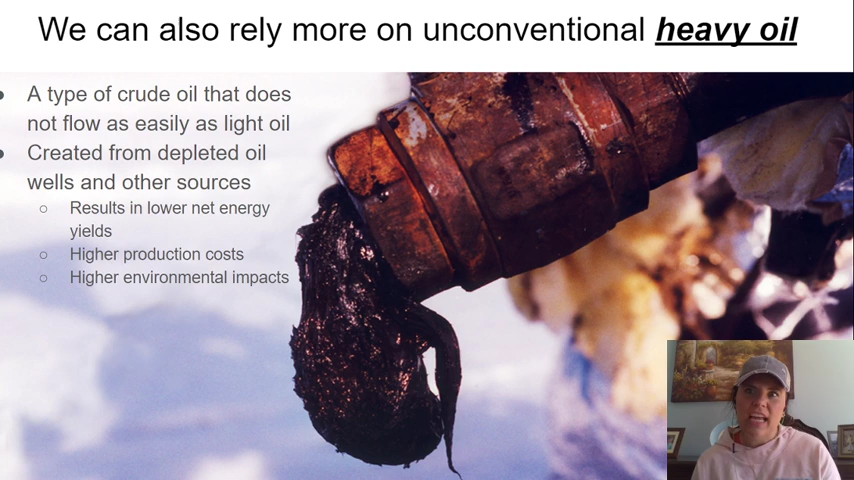 We can also rely more on unconventional heavy oil
A type of crude oil that does
not flow as easily as light oil
Created from depleted oil
wells and other sources
Results in lower net energy
yields
Higher production costs
Higher environmental impacts